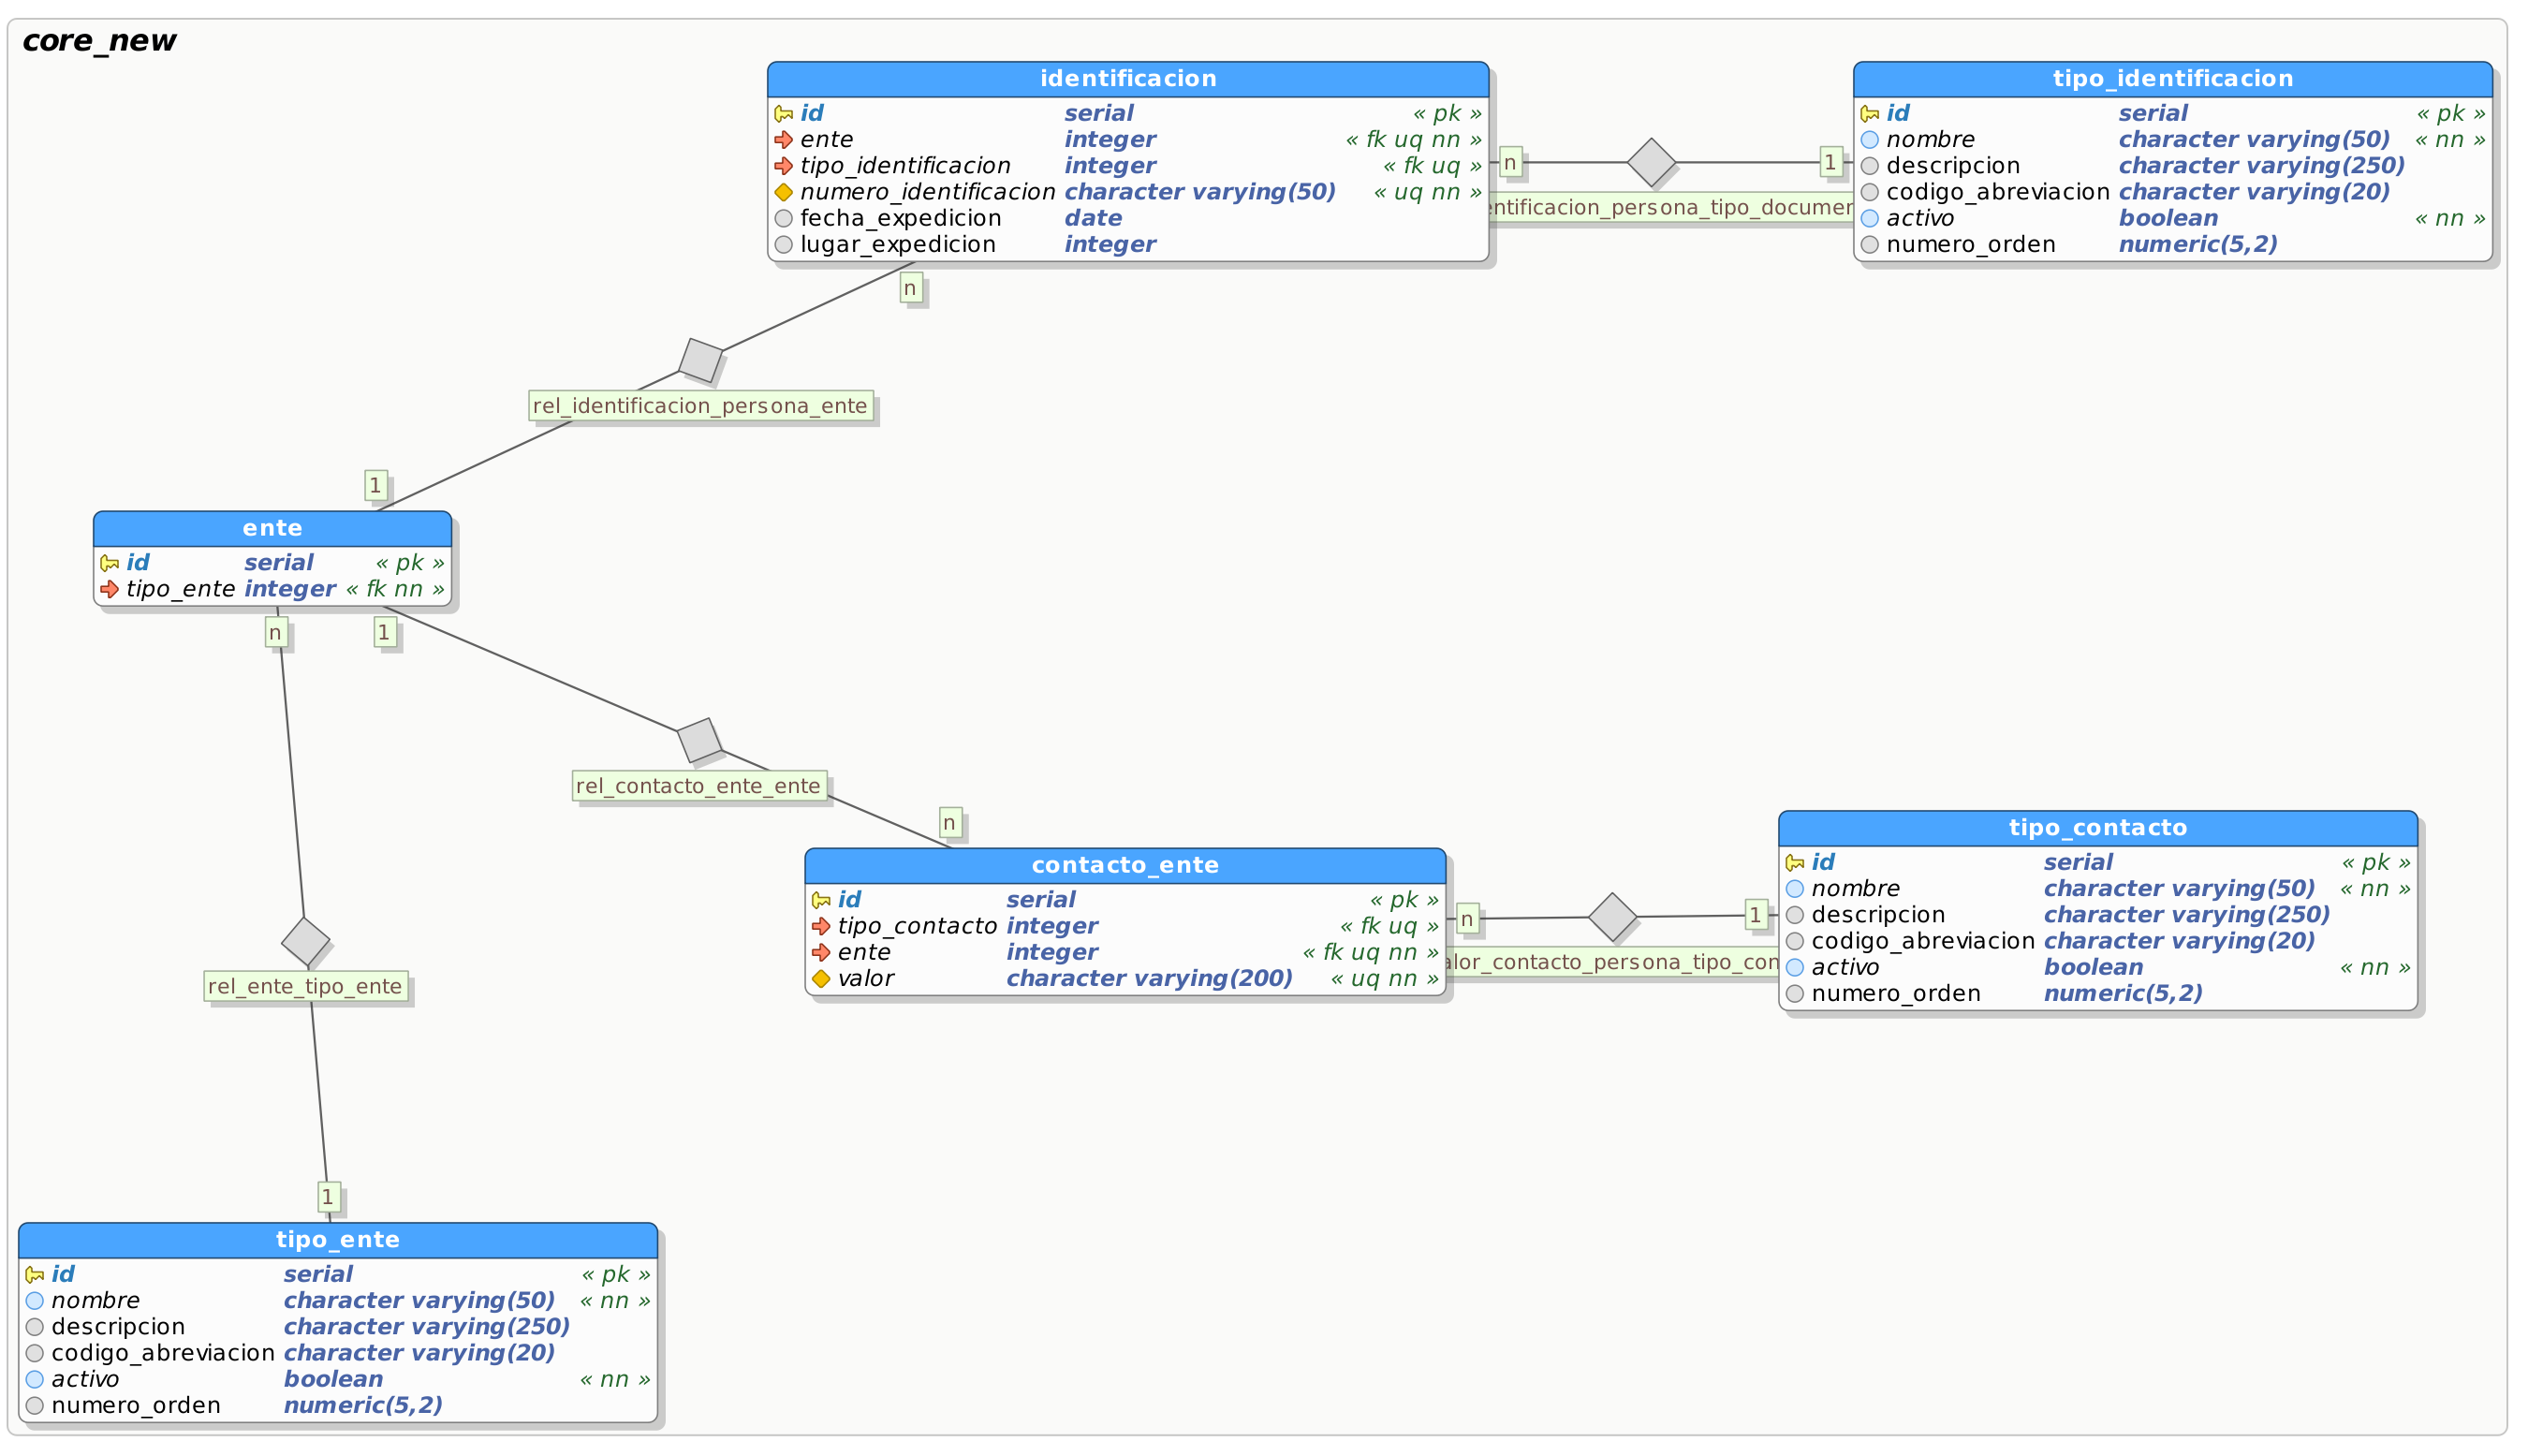 core_new
identificacion
id serial « pk »
ente integer « fk uq nn »
tipo_identificacion integer « fk uq »
numero_identificacion character varying(50) « uq nn »
fecha_expedicion date
lugar_expedicion integer
n
1
entificacion_persona_tipo_documen
tipo_identificacion
id serial « pk »
nombre character varying(50) « nn »
descripcion character varying(250)
codigo_abreviacion character varying(20)
activo boolean « nn »
numero_orden numeric(5,2)
n
rel_identificacion_persona_ente
1
ente
id serial « pk »
tipo_ente integer « fk nn »
n
1
rel_contacto_ente_ente
n
contacto_ente
id serial « pk »
tipo_contacto integer « fk uq »
ente integer « fk uq nn »
valor character varying(200) « uq nn »
n
1
alor_contacto_persona_tipo_con
tipo_contacto
id serial « pk »
nombre character varying(50) « nn »
descripcion character varying(250)
codigo_abreviacion character varying(20)
activo boolean « nn »
numero_orden numeric(5,2)
rel_ente_tipo_ente
1
tipo_ente
id serial « pk »
nombre character varying(50) « nn »
descripcion character varying(250)
codigo_abreviacion character varying(20)
activo boolean « nn »
numero_orden numeric(5,2)